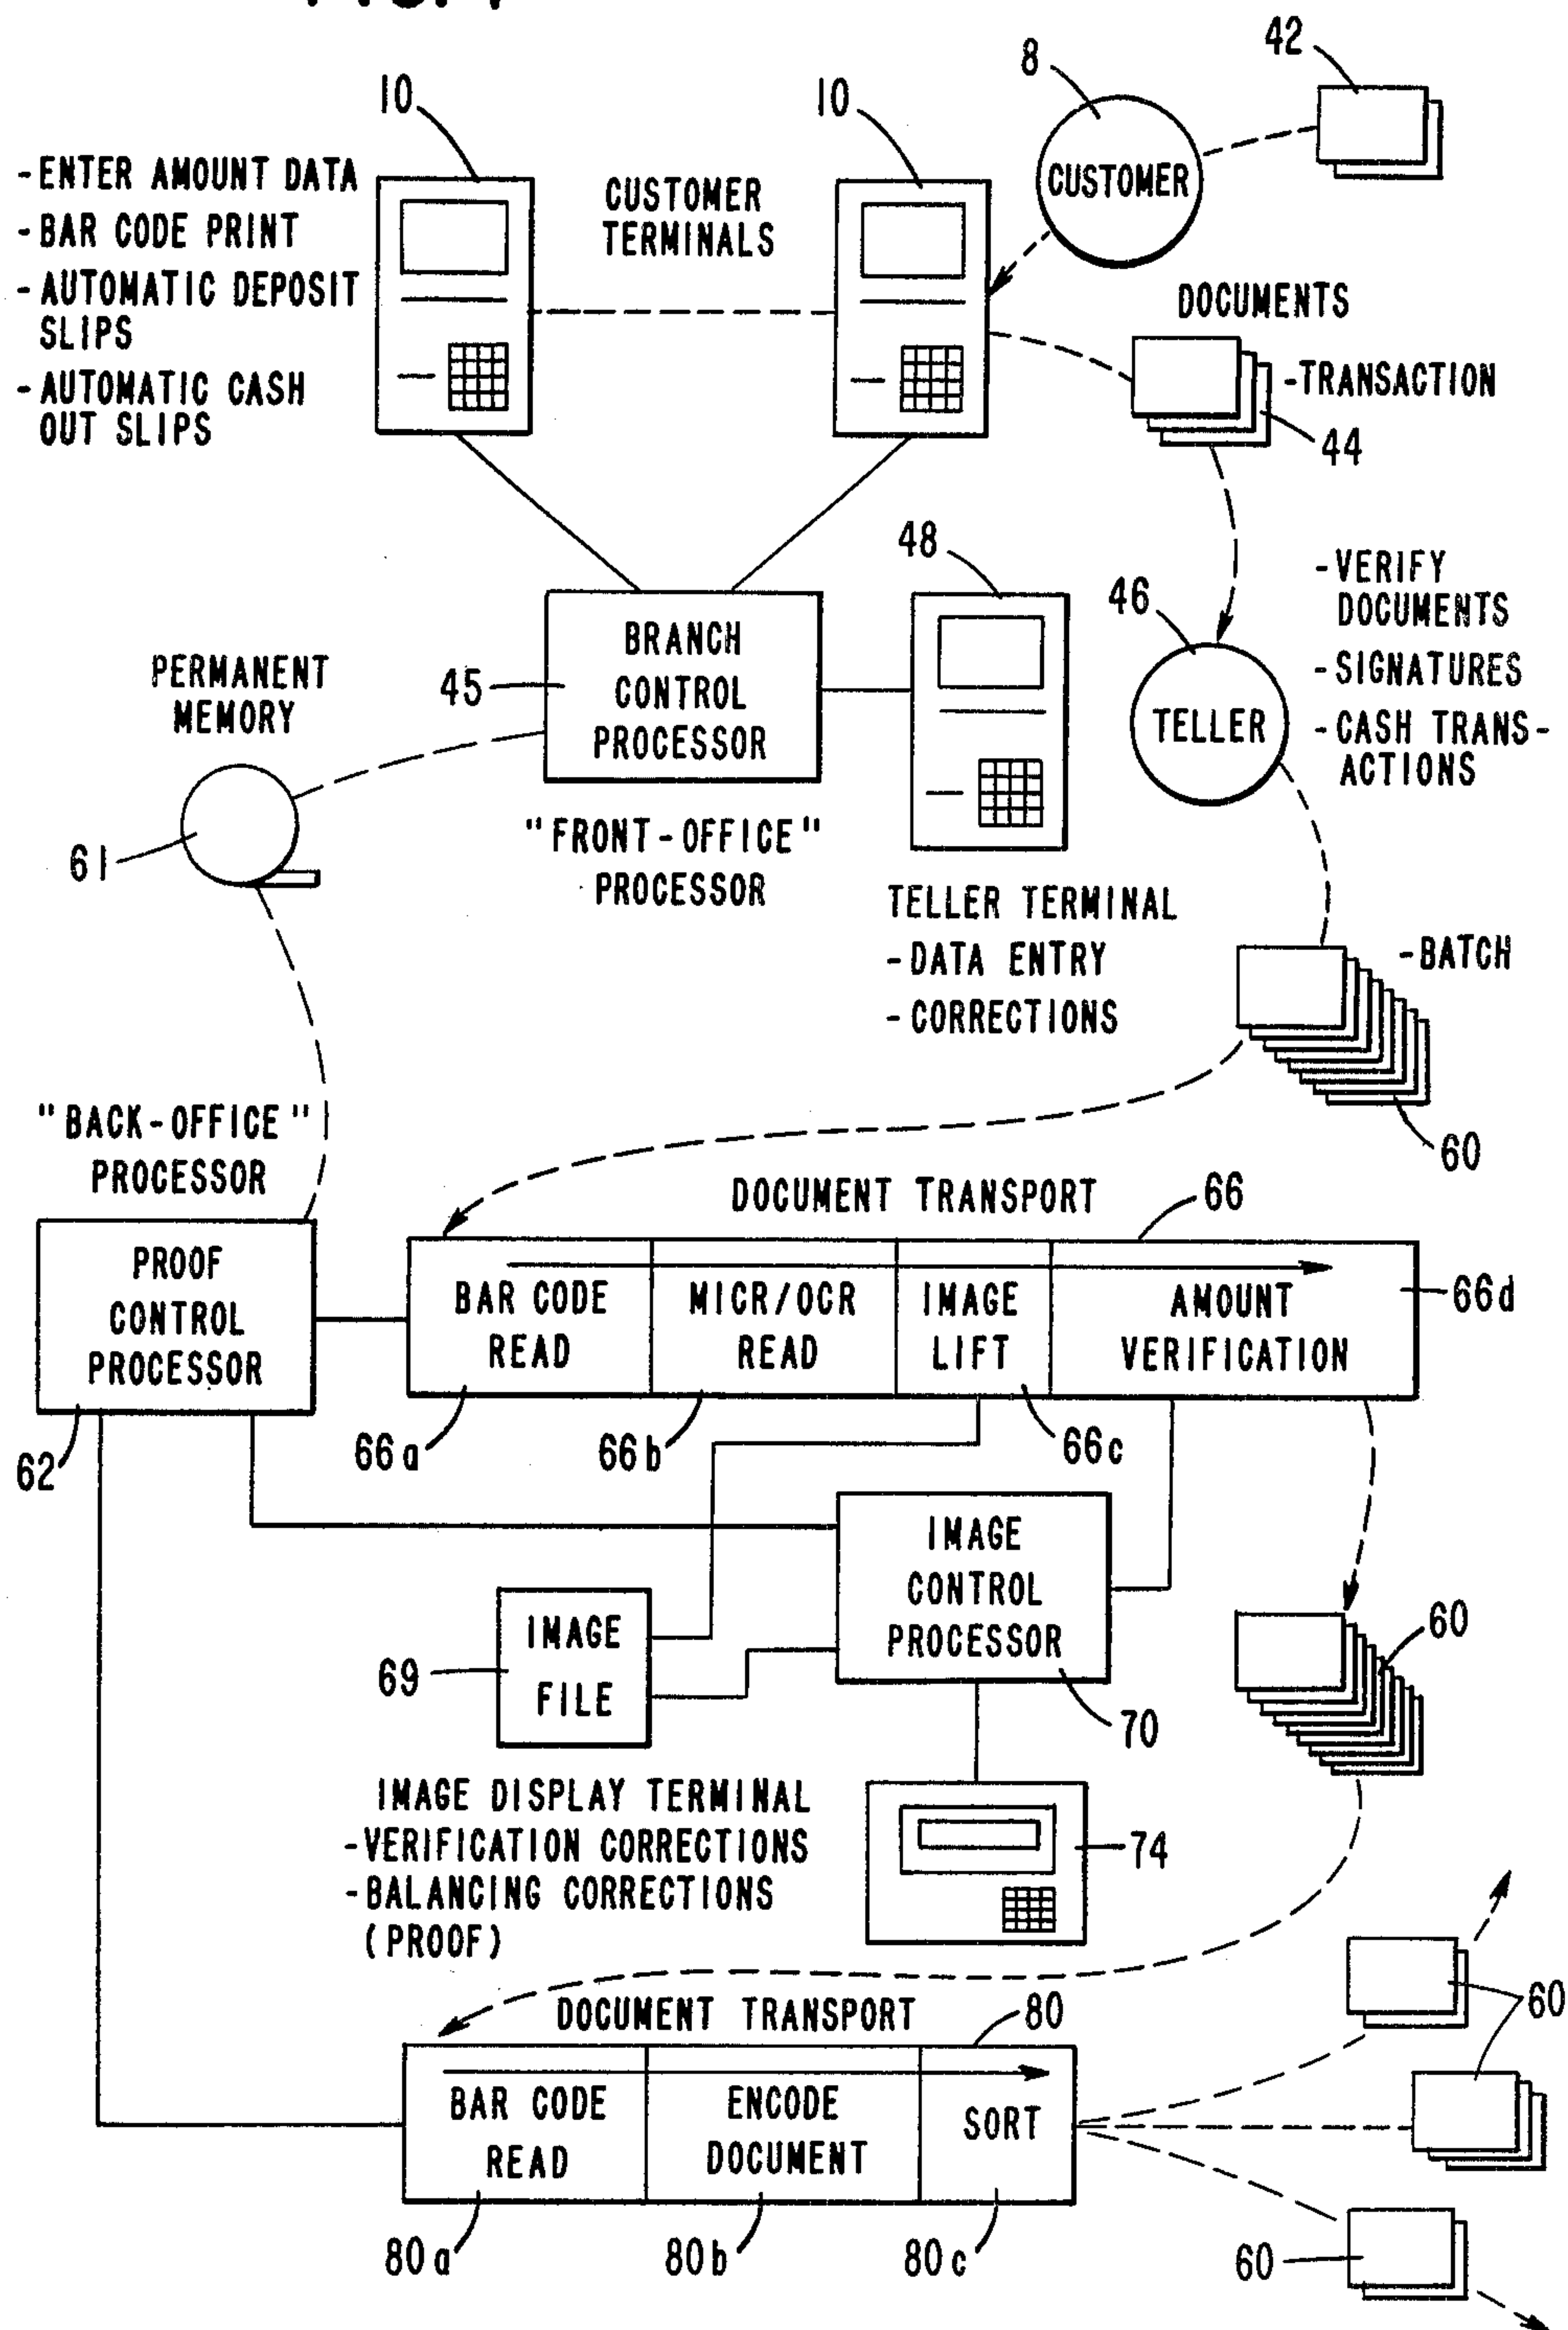 42
8
10
10
CUSTOMER
-ENTER AMOUNT DATA
-BAR CODE PRINT
-AUTOMATIC DEPOSIT
SLIPS
-AUTOMATIC CASH
OUT SLIPS
CUSTOMER
TERMINALS
DOCUMENTS
-TRANSACTION
44
48
46
-VERIFY
DOCUMENTS
-SIGNATURES
-CASH TRANS-
ACTIONS
TELLER
BRANCH
CONTROL
PROCESSOR
45
PERMANENT
MEMORY
61
"FRONT-OFFICE"
PROCESSOR
TELLER TERMINAL
-DATA ENTRY
-CORRECTIONS
-BATCH
60
"BACK-OFFICE"
PROCESSOR
DOCUMENT TRANSPORT
66
PROOF
CONTROL
PROCESSOR
62
BAR CODE
READ
MICR/OCR
READ
IMAGE
LIFT
AMOUNT
VERIFICATION
66d
66a
66b
66c
IMAGE
CONTROL
PROCESSOR
70
IMAGE
FILE
69
60
IMAGE DISPLAY TERMINAL
-VERIFICATION CORRECTIONS
-BALANCING CORRECTIONS
(PROOF)
74
DOCUMENT TRANSPORT
80
60
BAR CODE
READ
ENCODE
DOCUMENT
SORT
80a
80b
80c
60